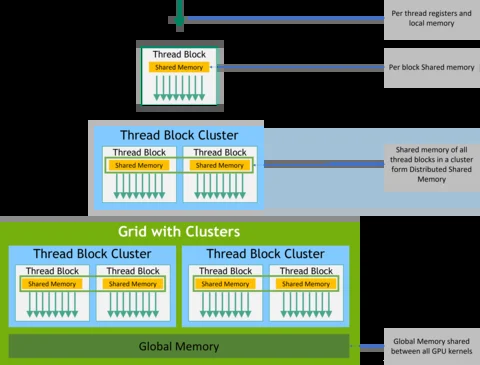 Per thread registers and
local memory
Thread Block
Shared Memory
Per block Shared memory
Thread Block Cluster
Thread Block
Thread Block
Shared Memory
Shared Memory
Shared memory of all
thread blocks in a cluster
form Distributed Shared
Memory
Grid with Clusters
Thread Block Cluster
Thread Block Cluster
Thread Block
Thread Block
Thread Block
Thread Block
Shared Memory
Shared Memory
Shared Memory
Shared Memory
Global Memory
Global Memory shared
between all GPU kernels